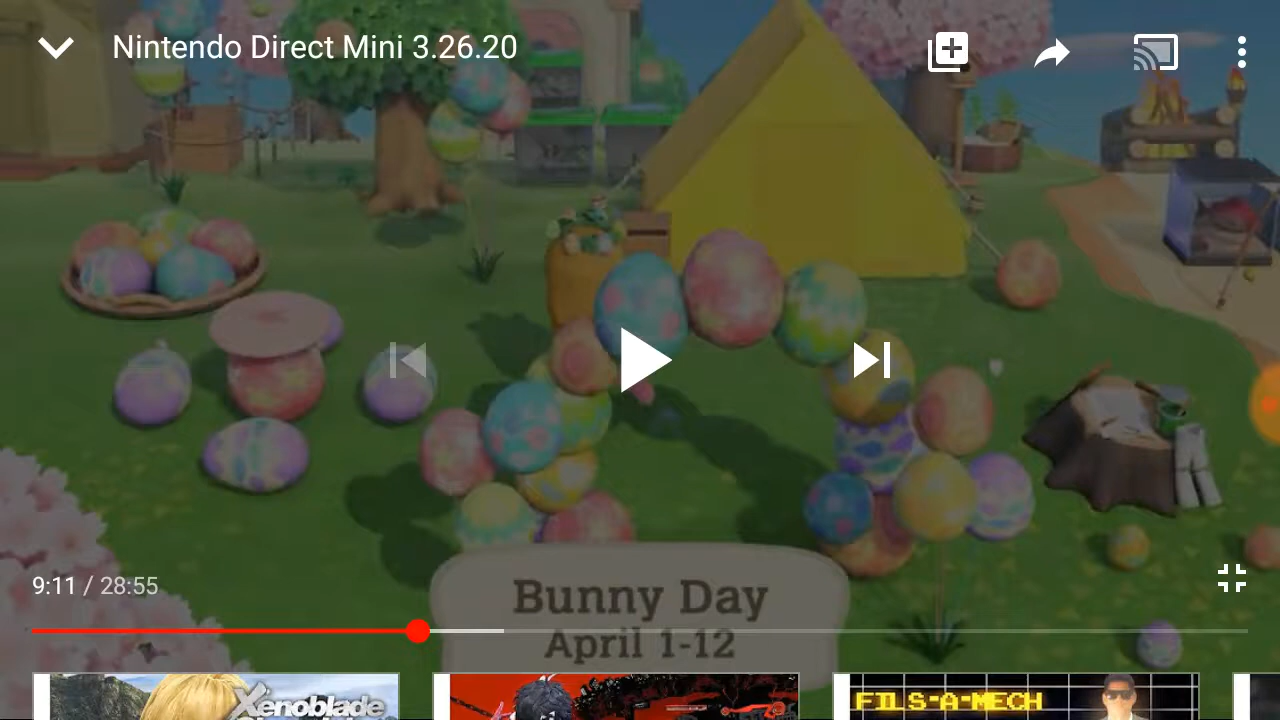 Nintendo Direct Mini 3.26.20
9:11 / 28:55
Bunny Day
April 1-12
Xenoblade
FILS-A-MECH